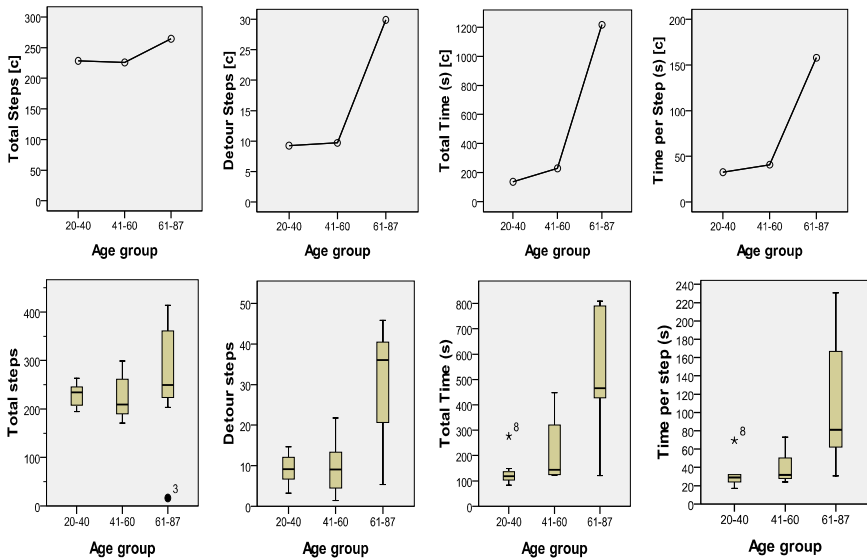 Total Steps [c]
300
250
200
150
100
50
0
20-40 41-60 61-87
Age group
Detour Steps [c]
30
25
20
15
10
5
0
20-40 41-60 61-87
Age group
Total Time (s) [c]
1200
1000
800
600
400
200
0
20-40 41-60 61-87
Age group
Time per Step (s) [c]
200
150
100
50
0
20-40 41-60 61-87
Age group
Total steps
400
300
200
100
0
3
20-40 41-60 61-87
Age group
Detour steps
50
40
30
20
10
0
20-40 41-60 61-87
Age group
Total Time (s)
800
700
600
500
400
300
200
100
0
8
20-40 41-60 61-87
Age group
Time per step (s)
240
220
200
180
160
140
120
100
80
60
40
20
0
8
20-40 41-60 61-87
Age group